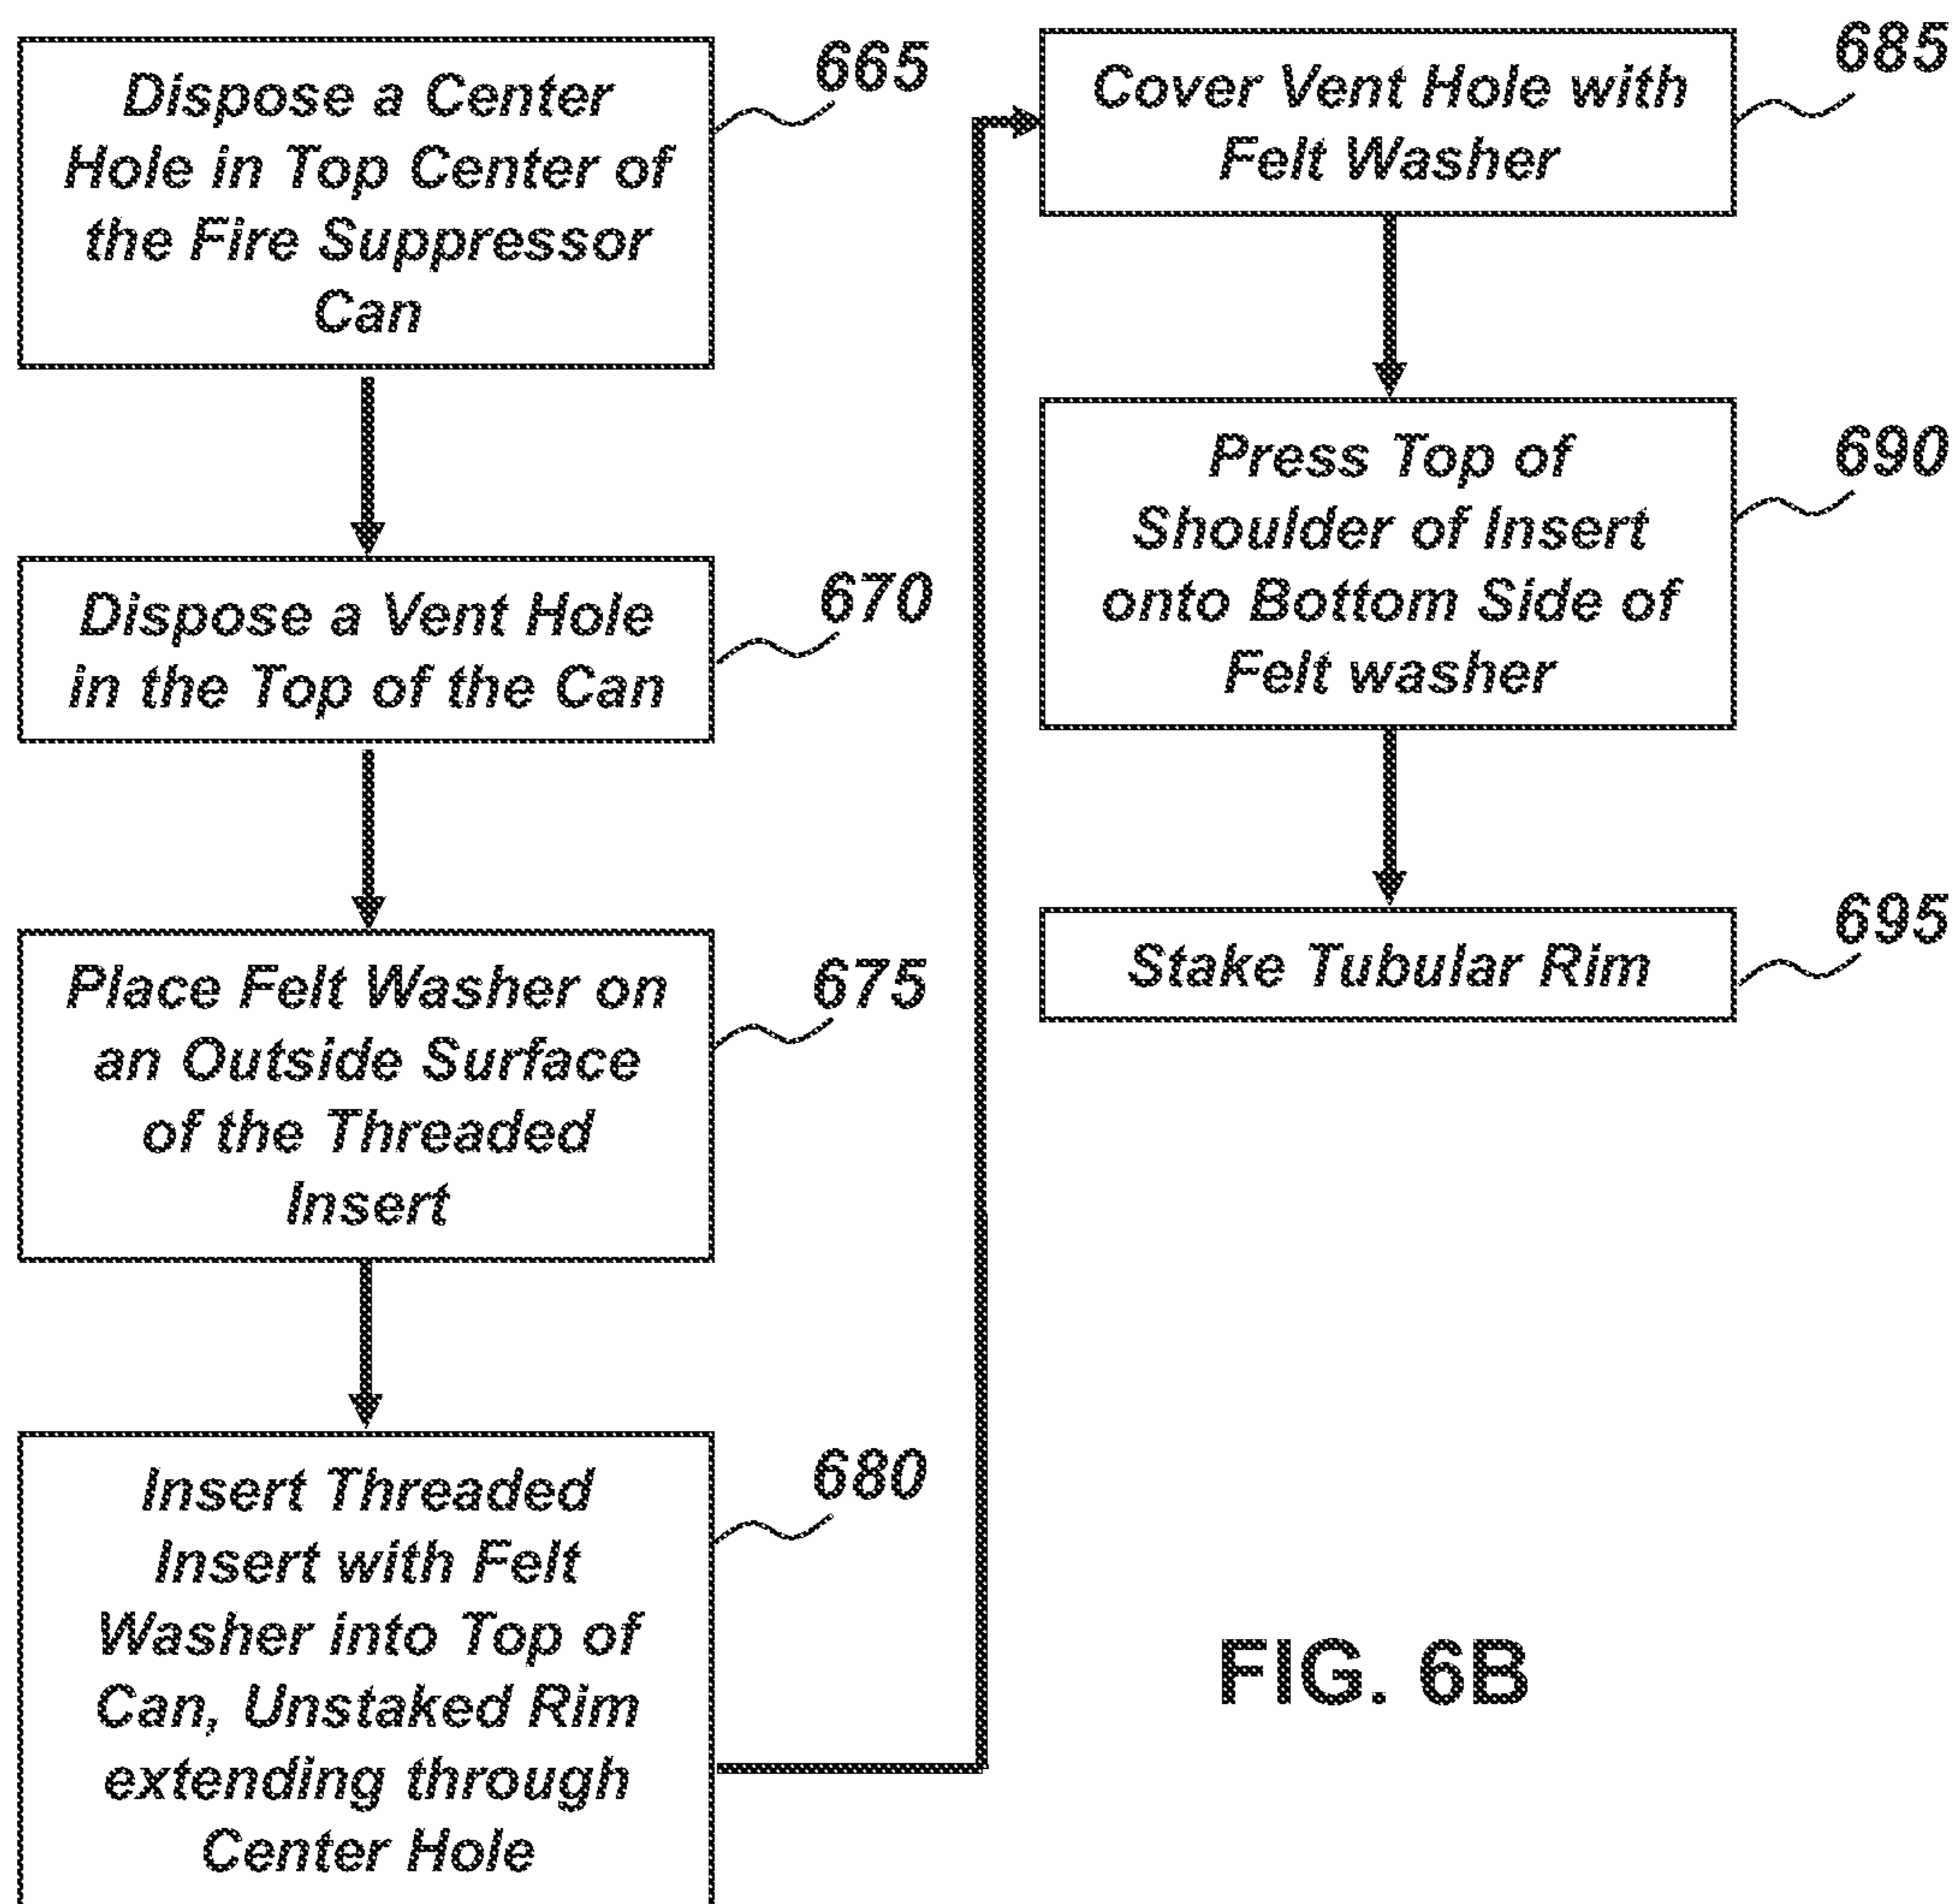 Dispose a Center
Hole in Top Center of
the Fire Suppressor
Can
665
Dispose a Vent Hole
in the Top of the Can
670
Place Felt Washer on
an Outside Surface
of the Threaded
Insert
675
Insert Threaded
Insert with Felt
Washer into Top of
Can, Unstaked Rim
extending through
Center Hole
680
Cover Vent Hole with
Felt Washer
685
Press Top of
Shoulder of Insert
onto Bottom Side of
Felt washer
690
Stake Tubular Rim
695
FIG. 6B